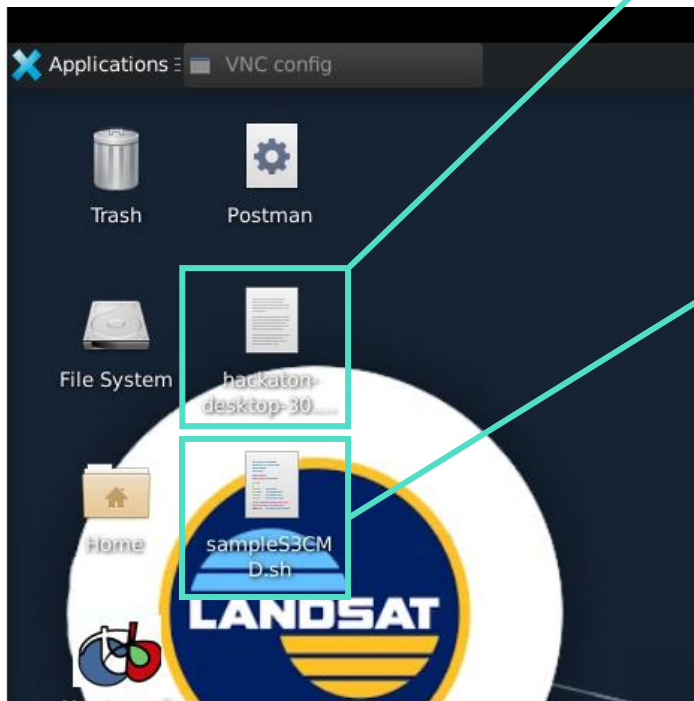 Applications
VNC config
Trash
Postman
File System
hackaton-
desktop-30....
Home
sampleS3CM
D.sh
LANDSAT